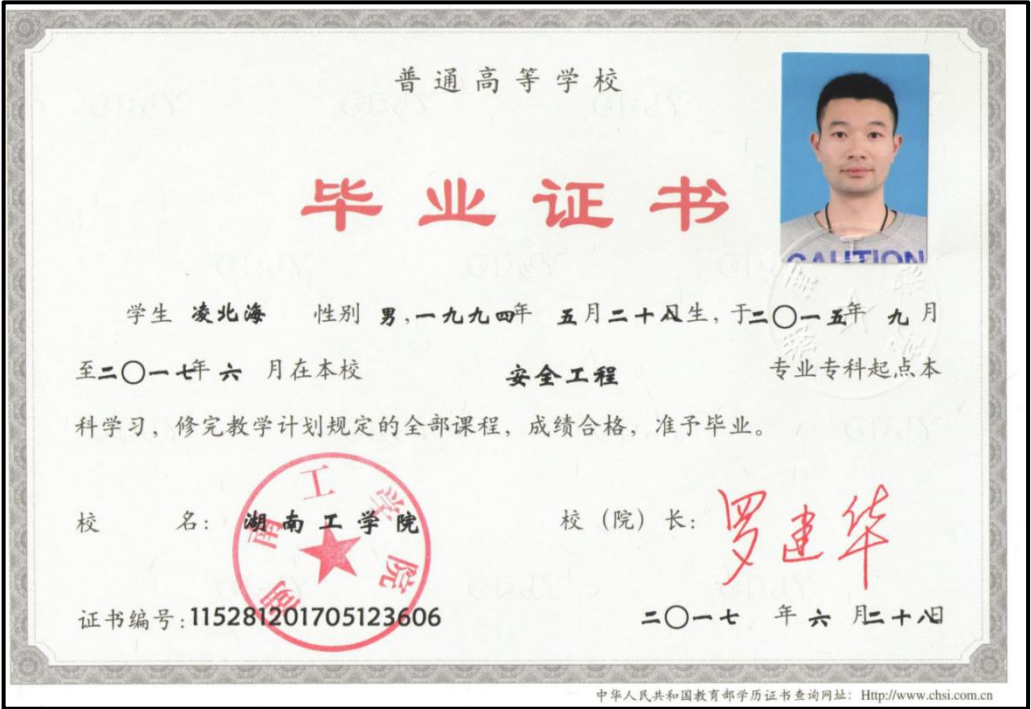 普通高等学校
毕业证书
CAUTION
学生 凌北海 性别 男,一九九四年 五月二十八生,于二〇一五年 九月
至二〇一七年六 月在本校 安全工程 专业专科起点本
科学习,修完教学计划规定的全部课程,成绩合格,准予毕业。
校 名: 湖南工学院 校(院)长: 罗建华
湖南工学院
证书编号:115281201705123606 二〇一七 年 六 月二十八日
中华人民共和国教育部学历证书查询网址: Http://www.chsi.com.cn